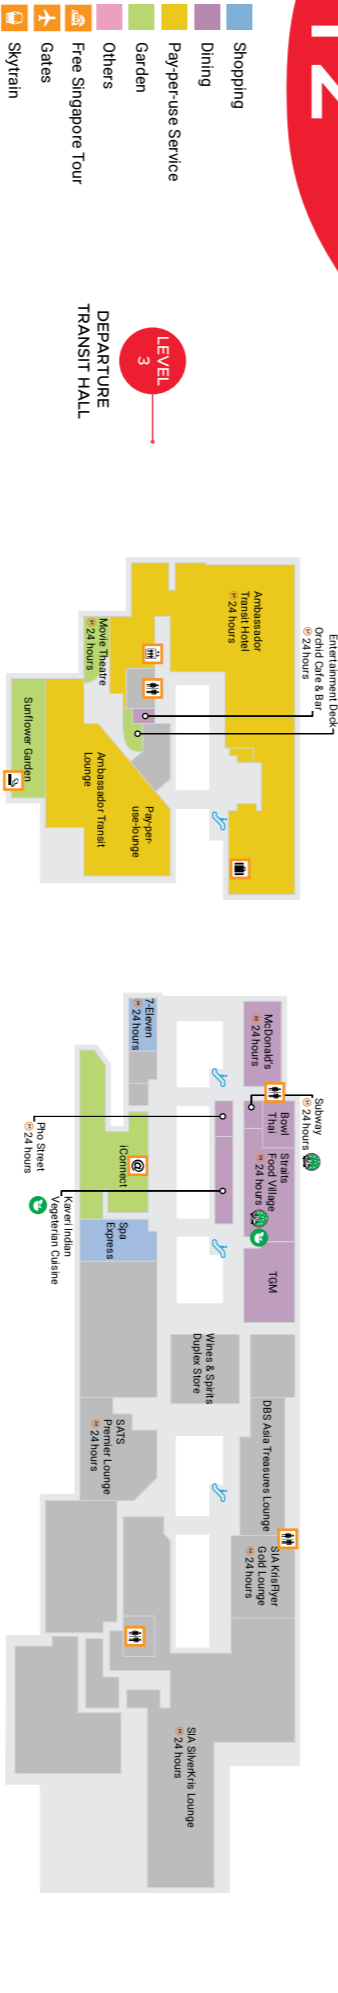 T2
Shopping
Dining
Pay-per-use Service
Garden
Others
Free Singapore Tour
Gates
Skytrain
LEVEL
3
DEPARTURE
TRANSIT HALL
Entertainment Deck
Orchid Cafe & Bar
24 hours
Ambassador
Transit Hotel
24 hours
Movie Theatre
24 hours
Pay-per-
use-lounge
Ambassador Transit
Lounge
Sunflower Garden
Subway
24 hours
McDonald's
24 hours
Bowl
Thai
Straits
Food Village
24 hours
TGM
7-Eleven
24 hours
@
iConnect
Spa
Express
Pho Street
24 hours
Kaveri Indian
Vegeterian Cuisine
Wines & Spirits
Duplex Store
DBS Asia Treasures Lounge
SATS
Premier Lounge
24 hours
SIA KrisFlyer
Gold Lounge
24 hours
SIA SilverKris Lounge
24 hours